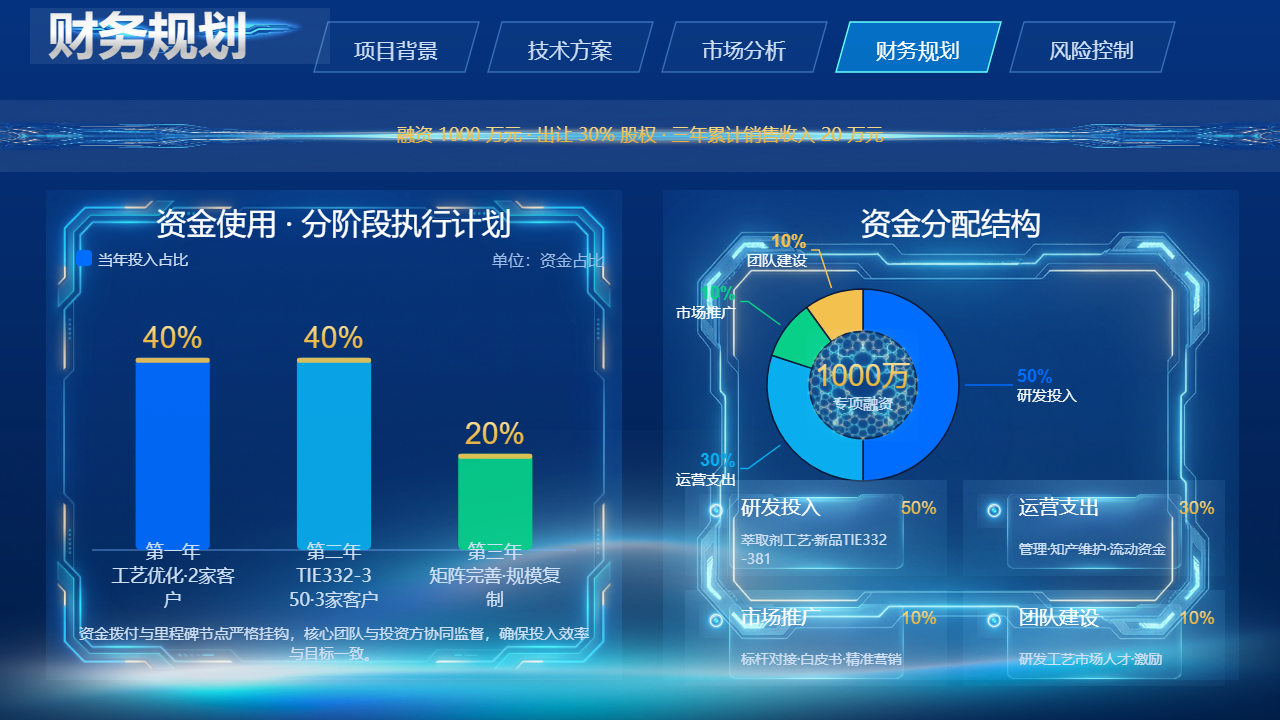 财务规划
项目背景
技术方案
市场分析
财务规划
风险控制
融资 1000 万元 · 出让 30% 股权 · 三年累计销售收入 20 万元
资金使用 · 分阶段执行计划
当年投入占比
单位：资金占比
40%
40%
20%
第一年
工艺优化·2家客
户
第二年
TIE332-3
50·3家客户
第三年
矩阵完善·规模复
制
资金拨付与里程碑节点严格挂钩，核心团队与投资方协同监督，确保投入效率
与目标一致。
资金分配结构
10%
团队建设
10%
市场推广
50%
研发投入
30%
运营支出
1000万
专项融资
研发投入
50%
萃取剂工艺·新品TIE332
-381
运营支出
30%
管理·知产维护·流动资金
市场推广
10%
标杆对接·白皮书·精准营销
团队建设
10%
研发工艺市场人才·激励